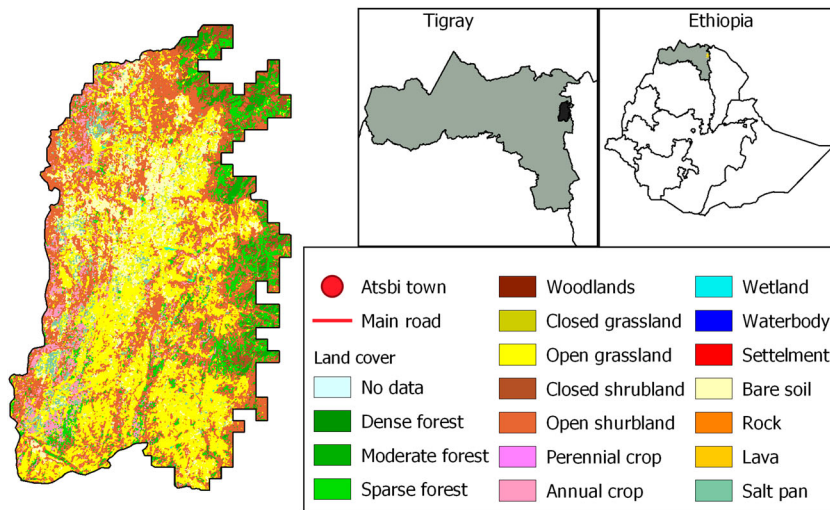 Tigray
Ethiopia
Atsbi town
Main road
Land cover
No data
Dense forest
Moderate forest
Sparse forest
Woodlands
Closed grassland
Open grassland
Closed shrubland
Open shurbland
Perennial crop
Annual crop
Wetland
Waterbody
Settelment
Bare soil
Rock
Lava
Salt pan